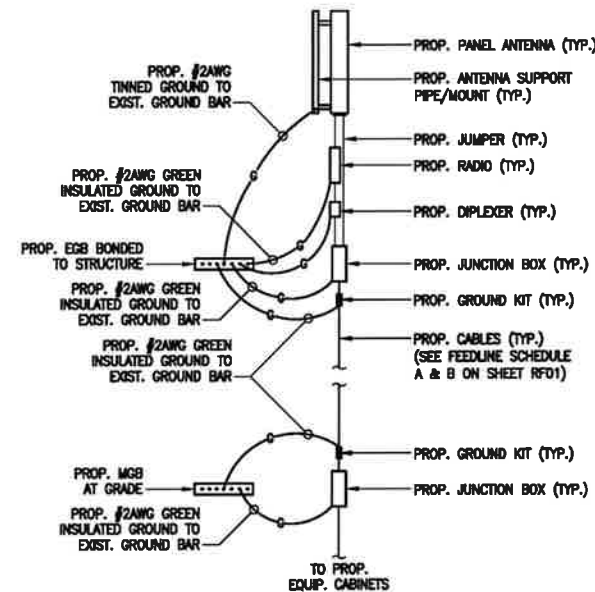 PROP. #2AWG
TINNED GROUND TO
EXIST. GROUND BAR
PROP. #2AWG GREEN
INSULATED GROUND TO
EXIST. GROUND BAR
PROP. EGB BONDED
TO STRUCTURE
PROP. #2AWG GREEN
INSULATED GROUND TO
EXIST. GROUND BAR
PROP. #2AWG GREEN
INSULATED GROUND TO
EXIST. GROUND BAR
PROP. MGB
AT GRADE
PROP. #2AWG GREEN
INSULATED GROUND TO
EXIST. GROUND BAR
PROP. PANEL ANTENNA (TYP.)
PROP. ANTENNA SUPPORT
PIPE/MOUNT (TYP.)
PROP. JUMPER (TYP.)
PROP. RADIO (TYP.)
PROP. DIPLEXER (TYP.)
PROP. JUNCTION BOX (TYP.)
PROP. GROUND KIT (TYP.)
PROP. CABLES (TYP.)
(SEE FEEDLINE SCHEDULE
A & B ON SHEET RF01)
PROP. GROUND KIT (TYP.)
PROP. JUNCTION BOX (TYP.)
TO PROP.
EQUIP. CABINETS